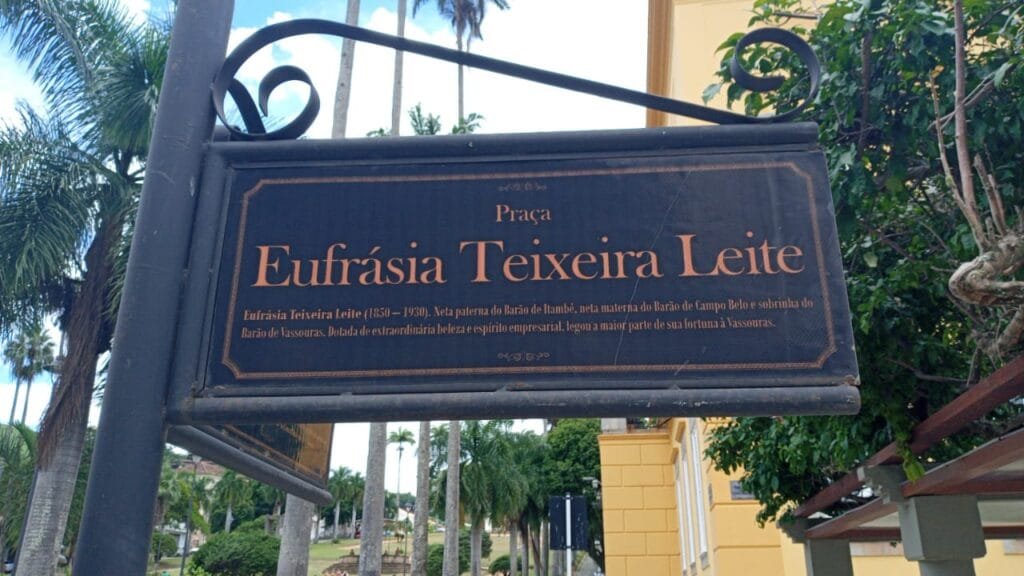 Praça
Eufrásia Teixeira Leite
Eufrásia Teixeira Leite (1850 – 1930). Neta paterna do Barão de Itambé, neta materna do Barão de Campo Belo e sobrinha do
Barão de Vassouras. Dotada de extraordinária beleza e espírito empresarial, legou a maior parte de sua fortuna à Vassouras.